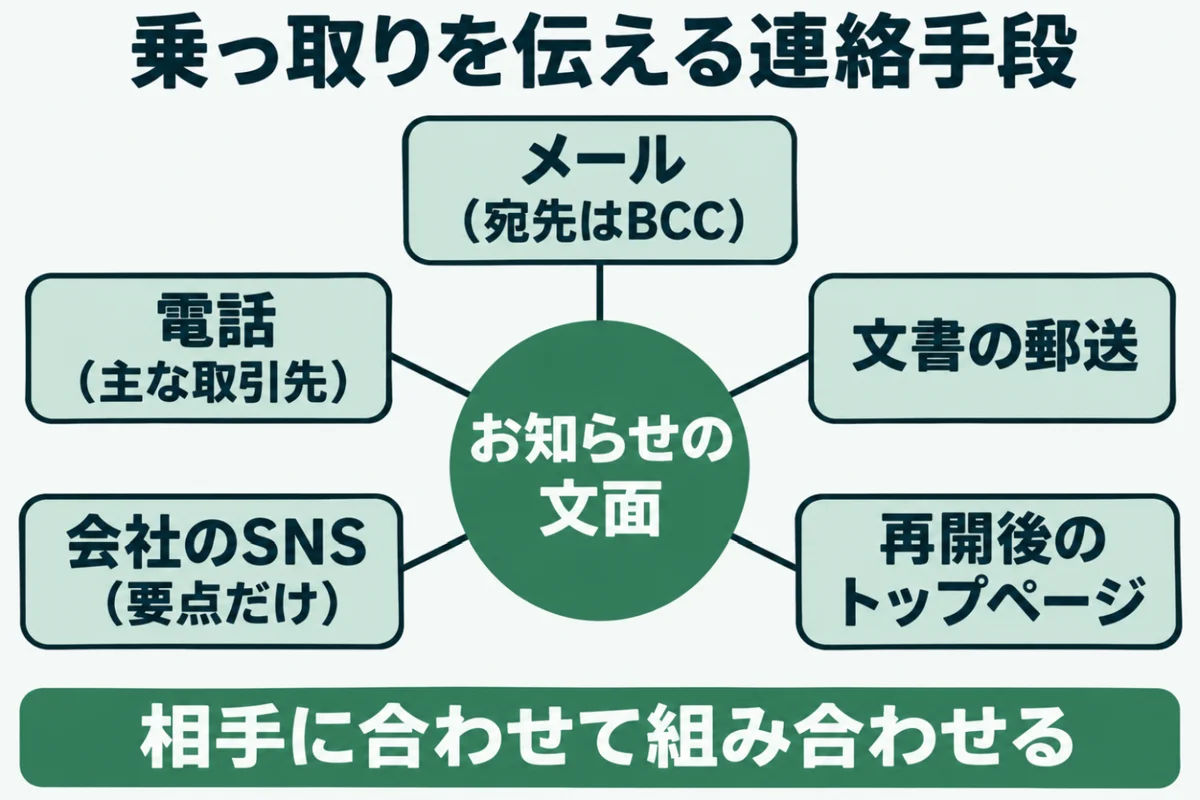 乗っ取りを伝える連絡手段
メール
（宛先はBCC）
電話
（主な取引先）
文書の郵送
お知らせの
文面
会社のSNS
（要点だけ）
再開後の
トップページ
相手に合わせて組み合わせる